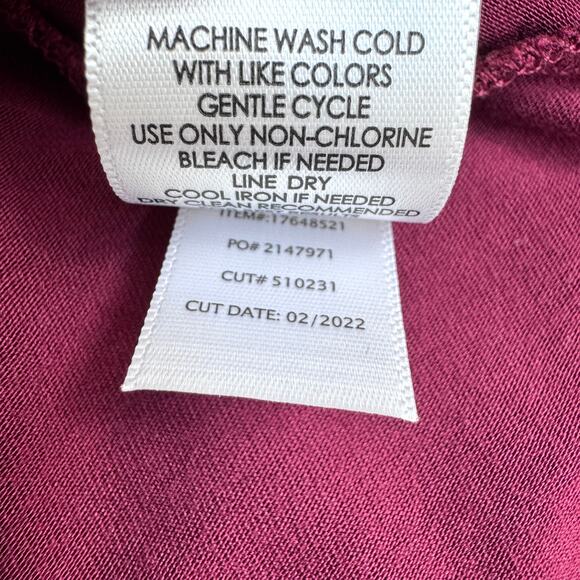 MACHINE WASH COLD
WITH LIKE COLORS
GENTLE CYCLE
USE ONLY NON-CHLORINE
BLEACH IF NEEDED
LINE DRY
COOL IRON IF NEEDED
DRY CLEAN RECOMMENDED
ITEM#:17648521
PO# 2147971
CUT# 510231
CUT DATE: 02/2022